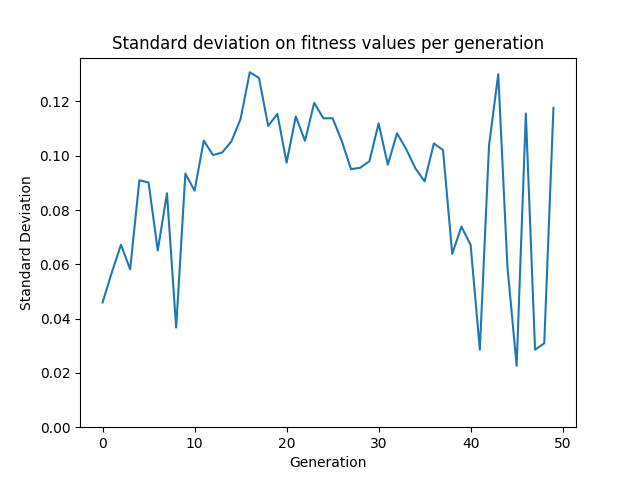 Standard deviation on fitness values per generation
Standard Deviation
0.12
0.10
0.08
0.06
0.04
0.02
0.00
0 10 20 30 40 50
Generation